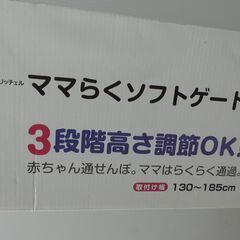 リッチェル
ママらくソフトゲート
3段階高さ調節OK!
赤ちゃん通せんぼ。ママはらくらく通過。
取付け幅 130~185cm